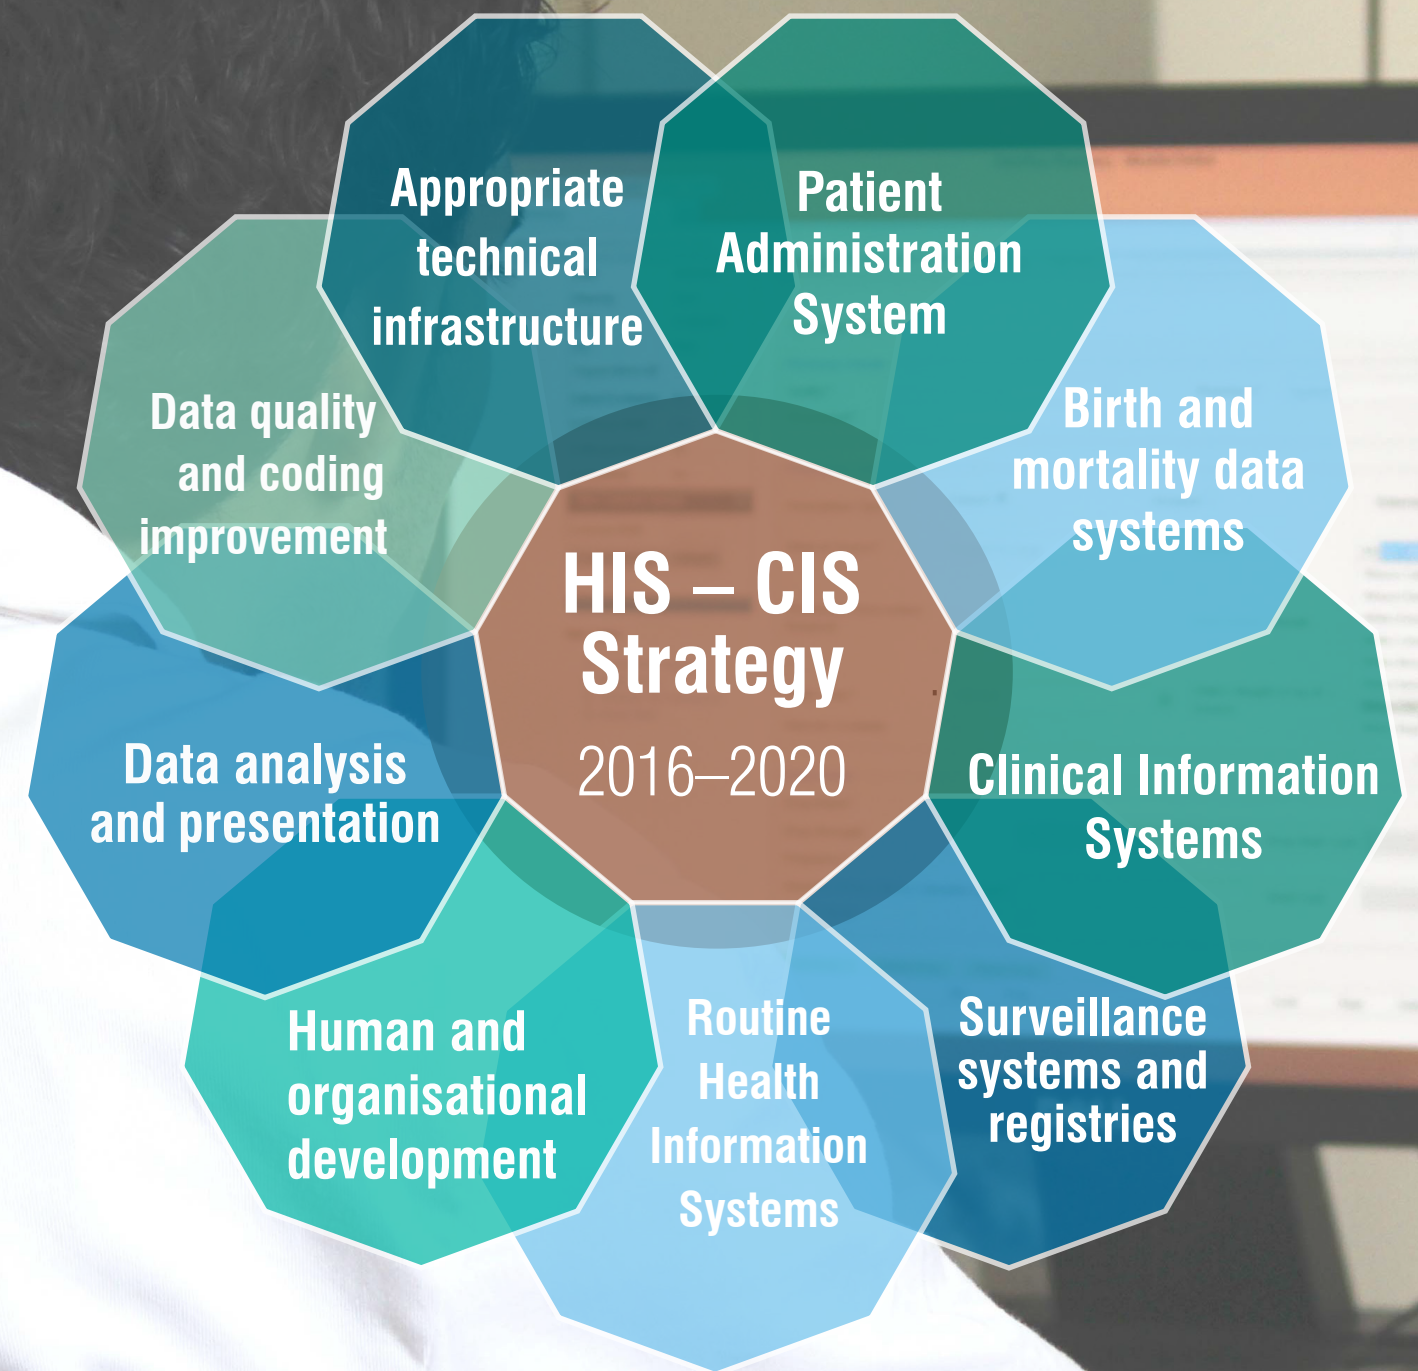 Appropriate
technical
infrastructure
Patient
Administration
System
Data quality
and coding
improvement
Birth and
mortality data
systems
HIS – CIS
Strategy
2016–2020
Data analysis
and presentation
Clinical Information
Systems
Human and
organisational
development
Routine
Health
Information
Systems
Surveillance
systems and
registries